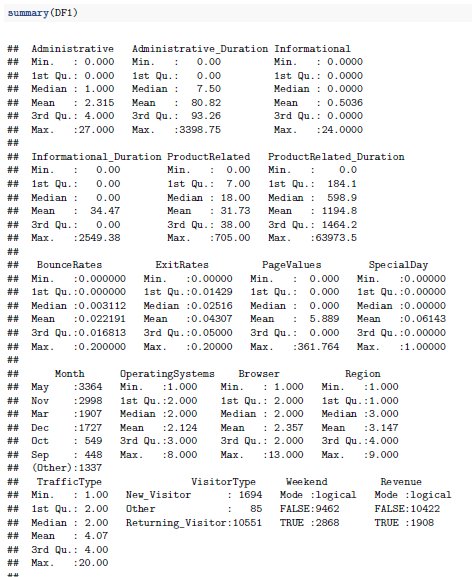 summary(DF1)
## Administrative Administrative_Duration Informational
## Min. : 0.000 Min. : 0.00 Min. : 0.0000
## 1st Qu.: 0.000 1st Qu.: 0.00 1st Qu.: 0.0000
## Median : 1.000 Median : 7.50 Median : 0.0000
## Mean : 2.315 Mean : 80.82 Mean : 0.5036
## 3rd Qu.: 4.000 3rd Qu.: 93.26 3rd Qu.: 0.0000
## Max. :27.000 Max. :3398.75 Max. :24.0000
##
## Informational_Duration ProductRelated ProductRelated_Duration
## Min. : 0.00 Min. : 0.00 Min. : 0.0
## 1st Qu.: 0.00 1st Qu.: 7.00 1st Qu.: 184.1
## Median : 0.00 Median : 18.00 Median : 598.9
## Mean : 34.47 Mean : 31.73 Mean : 1194.8
## 3rd Qu.: 0.00 3rd Qu.: 38.00 3rd Qu.: 1464.2
## Max. :2549.38 Max. :705.00 Max. :63973.5
##
## BounceRates ExitRates PageValues SpecialDay
## Min. :0.000000 Min. :0.00000 Min. : 0.000 Min. :0.00000
## 1st Qu.:0.000000 1st Qu.:0.01429 1st Qu.: 0.000 1st Qu.:0.00000
## Median :0.003112 Median :0.02516 Median : 0.000 Median :0.00000
## Mean :0.022191 Mean :0.04307 Mean : 5.889 Mean :0.06143
## 3rd Qu.:0.016813 3rd Qu.:0.05000 3rd Qu.: 0.000 3rd Qu.:0.00000
## Max. :0.200000 Max. :0.20000 Max. :361.764 Max. :1.00000
##
## Month OperatingSystems Browser Region
## May :3364 Min. :1.000 Min. : 1.000 Min. :1.000
## Nov :2998 1st Qu.:2.000 1st Qu.: 2.000 1st Qu.:1.000
## Mar :1907 Median :2.000 Median : 2.000 Median :3.000
## Dec :1727 Mean :2.124 Mean : 2.357 Mean :3.147
## Oct : 549 3rd Qu.:3.000 3rd Qu.: 2.000 3rd Qu.:4.000
## Sep : 448 Max. :8.000 Max. :13.000 Max. :9.000
## (Other):1337
## TrafficType VisitorType Weekend Revenue
## Min. : 1.00 New_Visitor : 1694 Mode :logical Mode :logical
## 1st Qu.: 2.00 Other : 85 FALSE:9462 FALSE:10422
## Median : 2.00 Returning_Visitor:10551 TRUE :2868 TRUE :1908
## Mean : 4.07
## 3rd Qu.: 4.00
## Max. :20.00
##